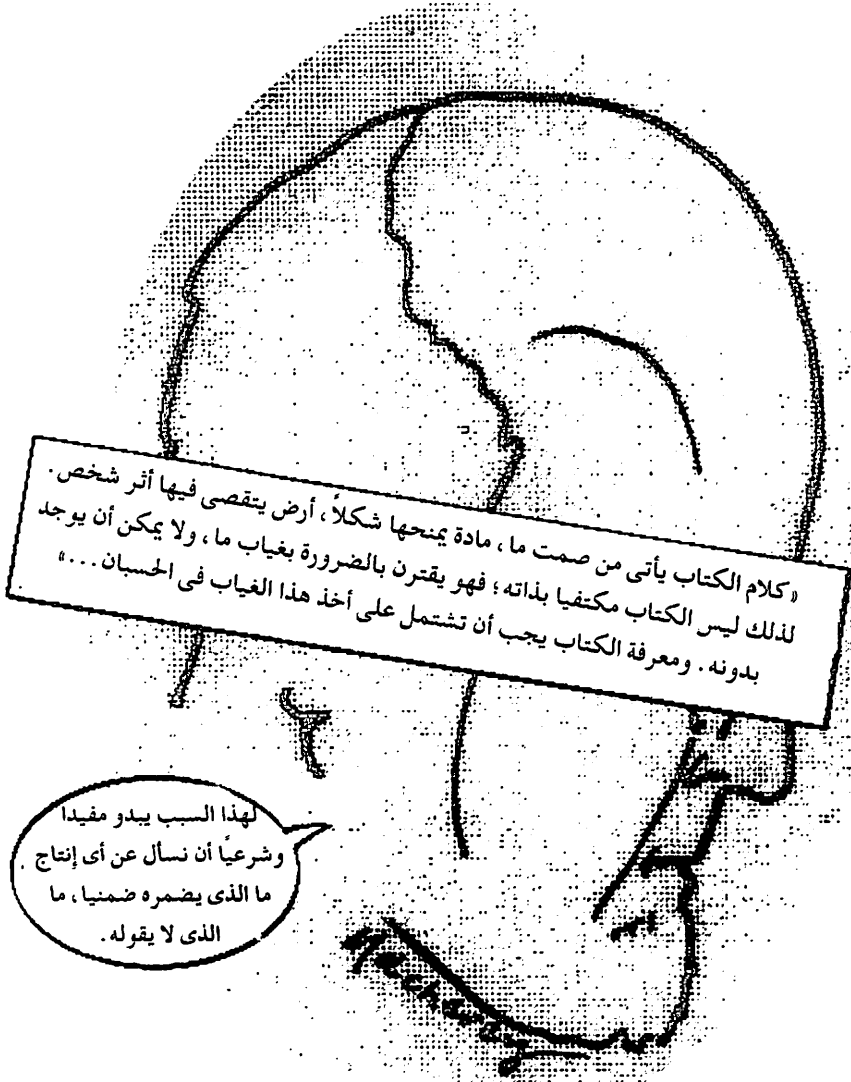 «كلام الكتاب يأتى من صمت ما، مادة يمنحها شكلاً، أرض يتقصى فيها أثر شخص.
لذلك ليس الكتاب مكتفيا بذاته؛ فهو يقترن بالضرورة بغياب ما، ولا يمكن أن يوجد
بدونه. ومعرفة الكتاب يجب أن تشتمل على أخذ هذا الغياب فى الحسبان...»
لهذا السبب يبدو مفيدا
وشرعيًا أن نسأل عن أى إنتاج
ما الذى يضمره ضمنيا، ما
الذى لا يقوله.
Macherey